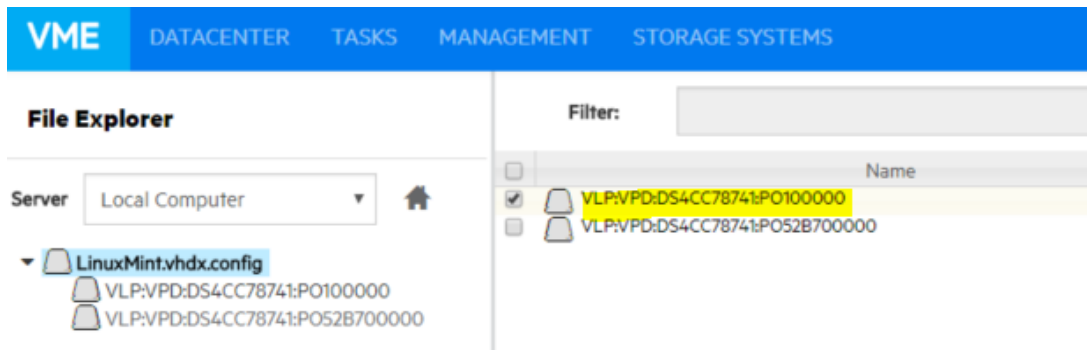 VME DATACENTER TASKS MANAGEMENT STORAGE SYSTEMS
File Explorer
Server Local Computer
LinuxMint.vhdx.config
VLP:VPD:DS4CC78741:PO100000
VLP:VPD:DS4CC78741:PO52B700000
Filter:
Name
VLP:VPD:DS4CC78741:PO100000
VLP:VPD:DS4CC78741:PO52B700000